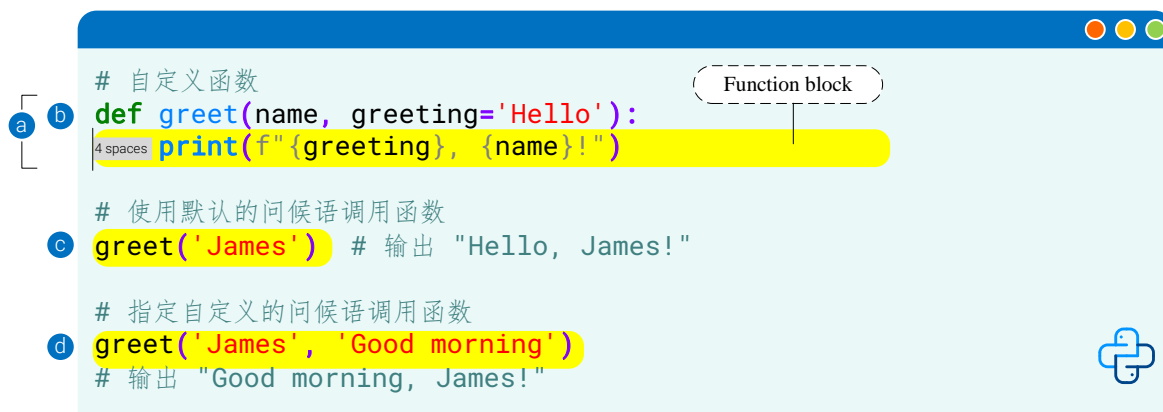 # 自定义函数
Function block
a
b
def greet(name, greeting='Hello'):
4 spaces print(f"{greeting}, {name}!")
# 使用默认的问候语调用函数
c
greet('James') # 输出 "Hello, James!"
# 指定自定义的问候语调用函数
d
greet('James', 'Good morning')
# 输出 "Good morning, James!"